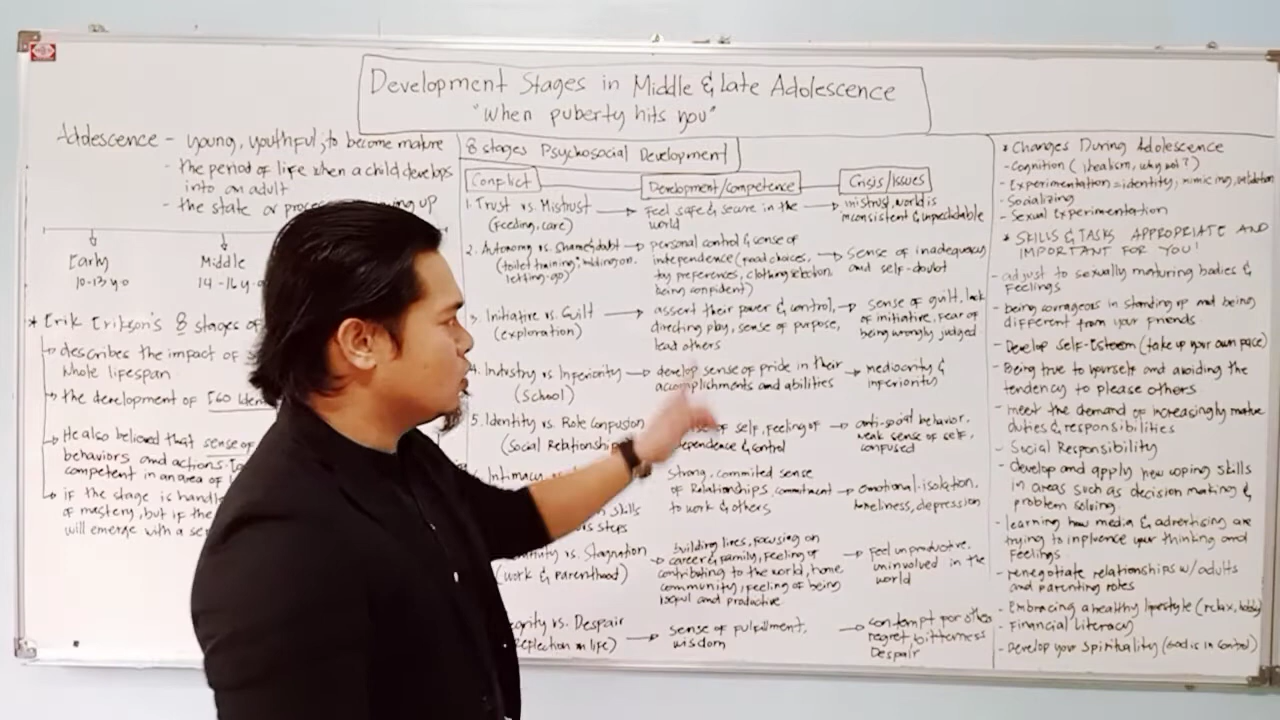 Development Stages in Middle & Late Adolescence
"when puberty hits you"
Adolescence - young, youthful, to become mature
- the period of life when a child develops
into an adult
- the state or up
Early
10-13 y.o
Middle
14-16 y.o
* Erik Erikson's 8 stages of
describes the impact of
whole lifespan
the development of EGO
He also believed that sense of
behaviors and actions.
competent in an area of
if the stage is
of mastery, but if the
will emerge with a
8 stages Psychosocial Development
Conflict
Development/competence
Crisis/Issues
1. Trust vs. Mistrust
(feeding, care)
feel safe & secure in the
world
mistrust, world is
inconsistent & unpredictable
2. Autonomy vs. Shame, doubt
(toilet training, holding on,
letting-go)
personal control & sense of
independence (food choices,
toy preferences, clothing selection,
being confident)
Sense of inadequacy
and self-doubt
3. Initiative vs. Guilt
(exploration)
assert their power & control,
directing play, sense of purpose,
lead others
sense of guilt, lack
of initiative, fear of
being wrongly judged
4. Industry vs. Inferiority
(School)
develop sense of pride in their
accomplishments and abilities
mediocrity &
inferiority
5. Identity vs. Role Confusion
(Social Relationship
of self, feeling of
& control
anti-social behavior,
weak sense of self,
confused
Intimacy
skills
steps
Strong, commited sense
of Relationships, commitment
to work & others
emotional-isolation,
loneliness, depression
vs. Stagnation
(work & parenthood)
building lives, focusing on
career & family, feeling of
contributing to the world, home
community, feeling of being
useful and productive
feel unproductive,
uninvolved in the
world
vs. Despair
on life)
sense of fulfillment,
wisdom
contempt for others
regret, bitterness
Despair
* Changes During Adolescence
- Cognition (idealism, why not?)
- Experimentation = identity, mimicing, validation
- Socializing
- Sexual Experimentation
* SKILLS & TASKS APPROPRIATE AND
IMPORTANT FOR YOU!
- adjust to sexually maturing bodies &
feelings
- being courageous in standing up and being
different from your friends
- Develop self-Esteem (take up your own pace)
- Being true to yourself and avoiding the
tendency to please others
- meet the demand of increasingly mature
duties & responsibilities
- Social Responsibility
- develop and apply new coping skills
in areas such as decision making &
problem solving
- learning how media & advertising are
trying to influence your thinking and
feelings
- renegotiate relationships w/ adults
and parenting roles
- Embracing a healthy lifestyle (relax, hobby)
- Financial Literacy
- Develop your Spirituality (God is in Control)